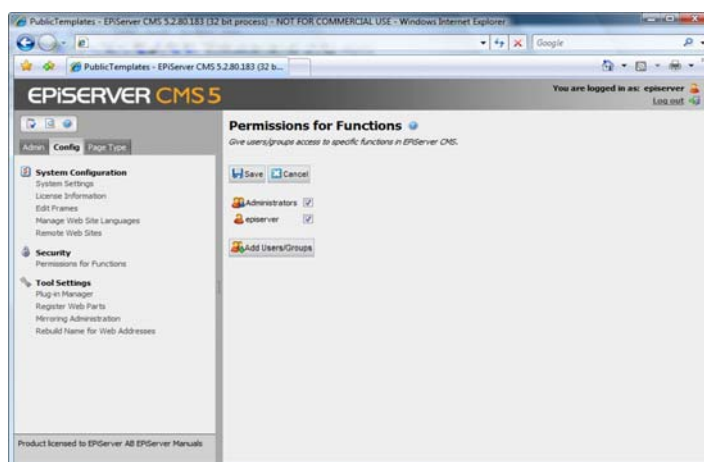 PublicTemplates - EPiServer CMS 5.2.80.183 (32 bit process) - NOT FOR COMMERCIAL USE - Windows Internet Explorer
Google
PublicTemplates - EPiServer CMS 5.2.80.183 (32 b...
EPiSERVER CMS 5
You are logged in as: episerver
Log out
Admin Config Page Type
System Configuration
System Settings
License Information
Edit Frames
Manage Web Site Languages
Remote Web Sites
Security
Permissions for Functions
Tool Settings
Plug-in Manager
Register Web Parts
Mirroring Administration
Rebuild Name for Web Addresses
Product licensed to EPiServer AB EPiServer Manuals
Permissions for Functions
Give users/groups access to specific functions in EPiServer CMS.
Save Cancel
Administrators
episerver
Add Users/Groups